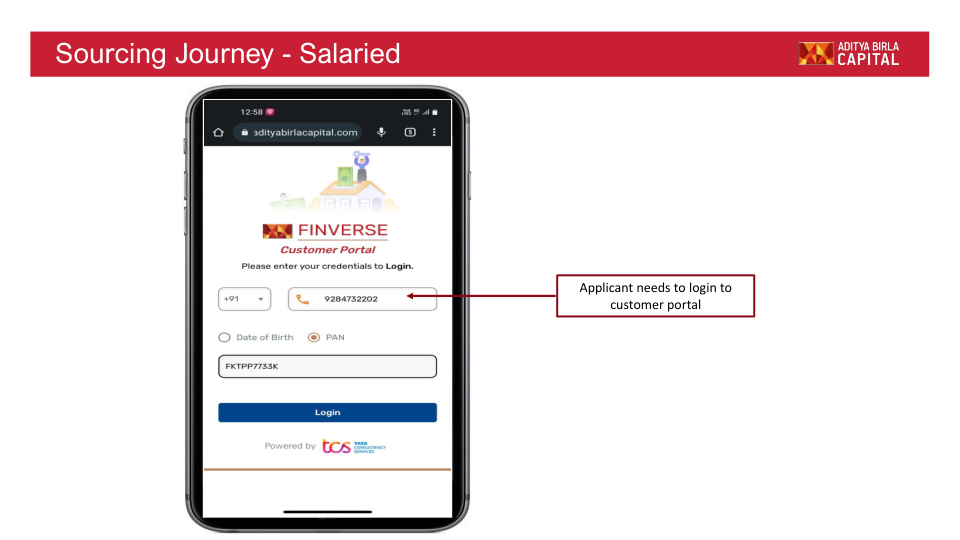 Sourcing Journey - Salaried
ADITYA BIRLA
CAPITAL
12:58
adityabirlacapital.com
5
FINVERSE
Customer Portal
Please enter your credentials to Login.
+91
9284732202
Applicant needs to login to
customer portal
Date of Birth
PAN
FKTPP7733K
Login
Powered by
tcs
TATA
CONSULTANCY
SERVICES